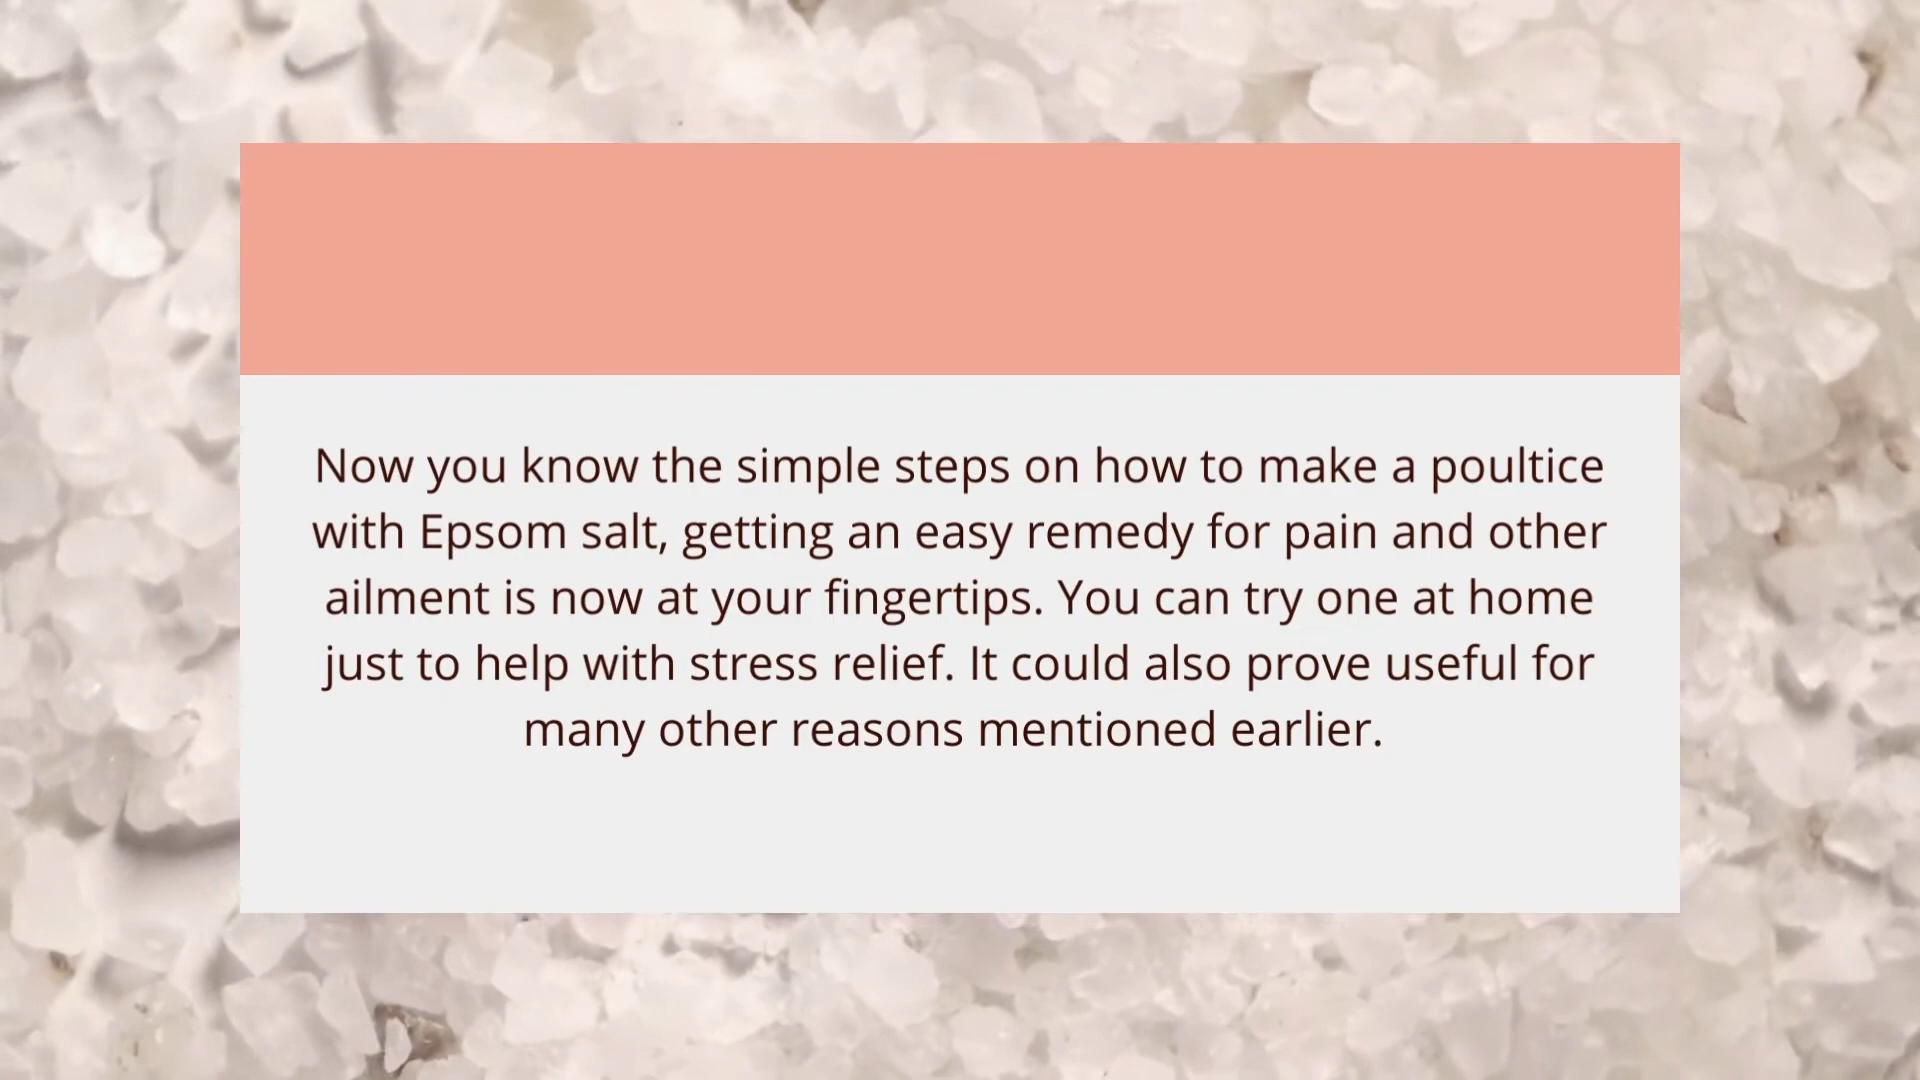 Now you know the simple steps on how to make a poultice
with Epsom salt, getting an easy remedy for pain and other
ailment is now at your fingertips. You can try one at home
just to help with stress relief. It could also prove useful for
many other reasons mentioned earlier.